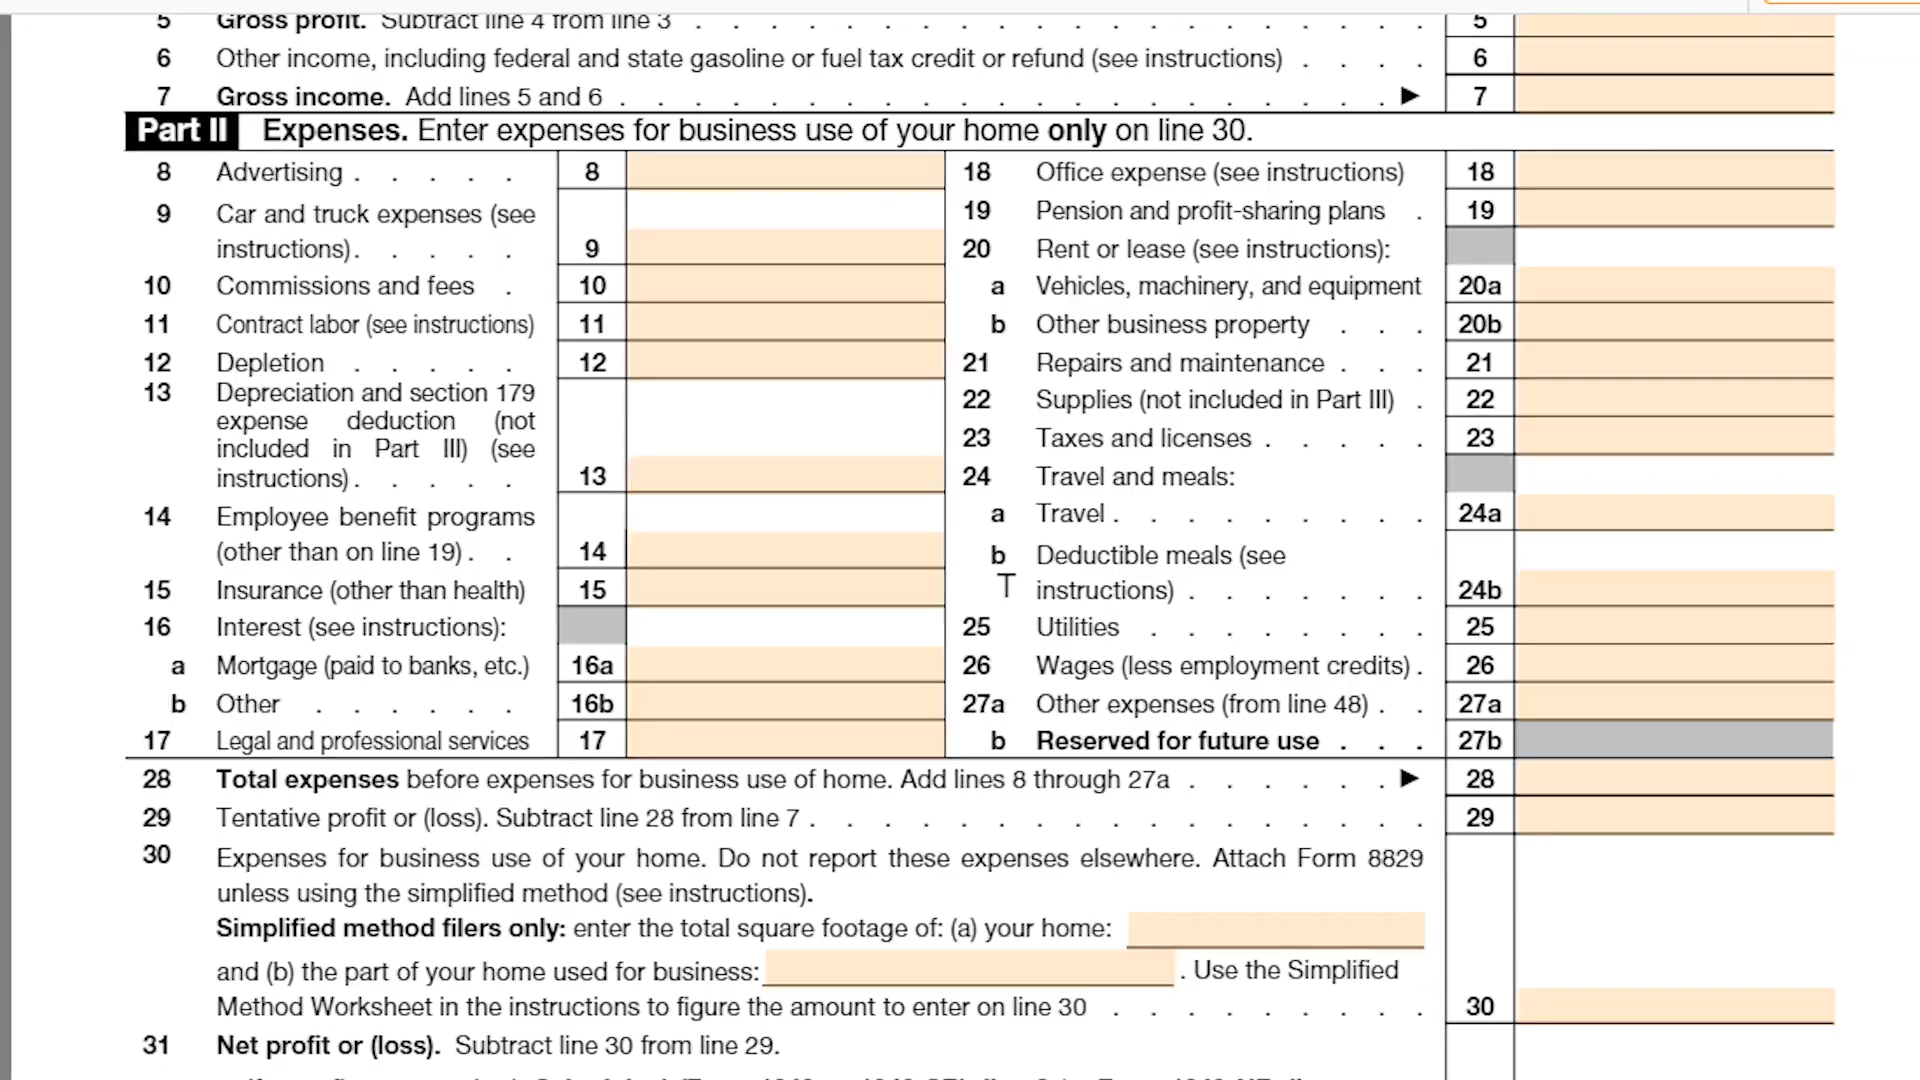 5 Gross profit. Subtract line 4 from line 3 . . . . . . . . . . . . . . . . . . . . 5
6 Other income, including federal and state gasoline or fuel tax credit or refund (see instructions) . . . . 6
7 Gross income. Add lines 5 and 6 . . . . . . . . . . . . . . . . . . . . . ▶ 7
Part II Expenses. Enter expenses for business use of your home only on line 30.
8 Advertising . . . . . 8
9 Car and truck expenses (see
instructions) . . . . . 9
10 Commissions and fees . 10
11 Contract labor (see instructions) 11
12 Depletion . . . . . 12
13 Depreciation and section 179
expense deduction (not
included in Part III) (see
instructions) . . . . . 13
14 Employee benefit programs
(other than on line 19) . . 14
15 Insurance (other than health) 15
16 Interest (see instructions):
a Mortgage (paid to banks, etc.) 16a
b Other . . . . . . 16b
17 Legal and professional services 17
18 Office expense (see instructions) 18
19 Pension and profit-sharing plans . 19
20 Rent or lease (see instructions):
a Vehicles, machinery, and equipment 20a
b Other business property . . . 20b
21 Repairs and maintenance . . . 21
22 Supplies (not included in Part III) . 22
23 Taxes and licenses . . . . . 23
24 Travel and meals:
a Travel . . . . . . . . . 24a
b Deductible meals (see
instructions) . . . . . . . 24b
25 Utilities . . . . . . . . 25
26 Wages (less employment credits) . 26
27a Other expenses (from line 48) . . 27a
b Reserved for future use . . . 27b
28 Total expenses before expenses for business use of home. Add lines 8 through 27a . . . . . . ▶ 28
29 Tentative profit or (loss). Subtract line 28 from line 7 . . . . . . . . . . . . . . . . . 29
30 Expenses for business use of your home. Do not report these expenses elsewhere. Attach Form 8829
unless using the simplified method (see instructions).
Simplified method filers only: enter the total square footage of: (a) your home:
and (b) the part of your home used for business: . Use the Simplified
Method Worksheet in the instructions to figure the amount to enter on line 30 . . . . . . . . . 30
31 Net profit or (loss). Subtract line 30 from line 29.